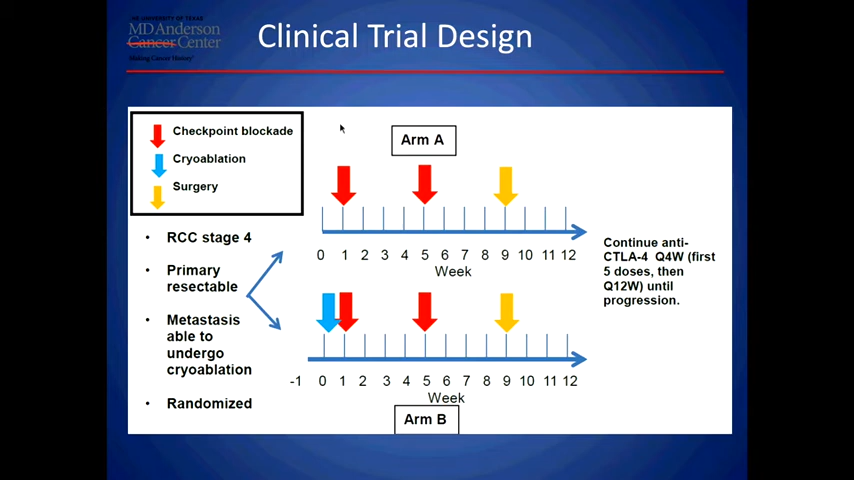 THE UNIVERSITY OF TEXAS
MD Anderson
Cancer Center
Making Cancer History®
Clinical Trial Design
Checkpoint blockade
Cryoablation
Surgery
Arm A
0 1 2 3 4 5 6 7 8 9 10 11 12
Week
• RCC stage 4
• Primary
resectable
• Metastasis
able to
undergo
cryoablation
• Randomized
Continue anti-
CTLA-4 Q4W (first
5 doses, then
Q12W) until
progression.
-1 0 1 2 3 4 5 6 7 8 9 10 11 12
Week
Arm B